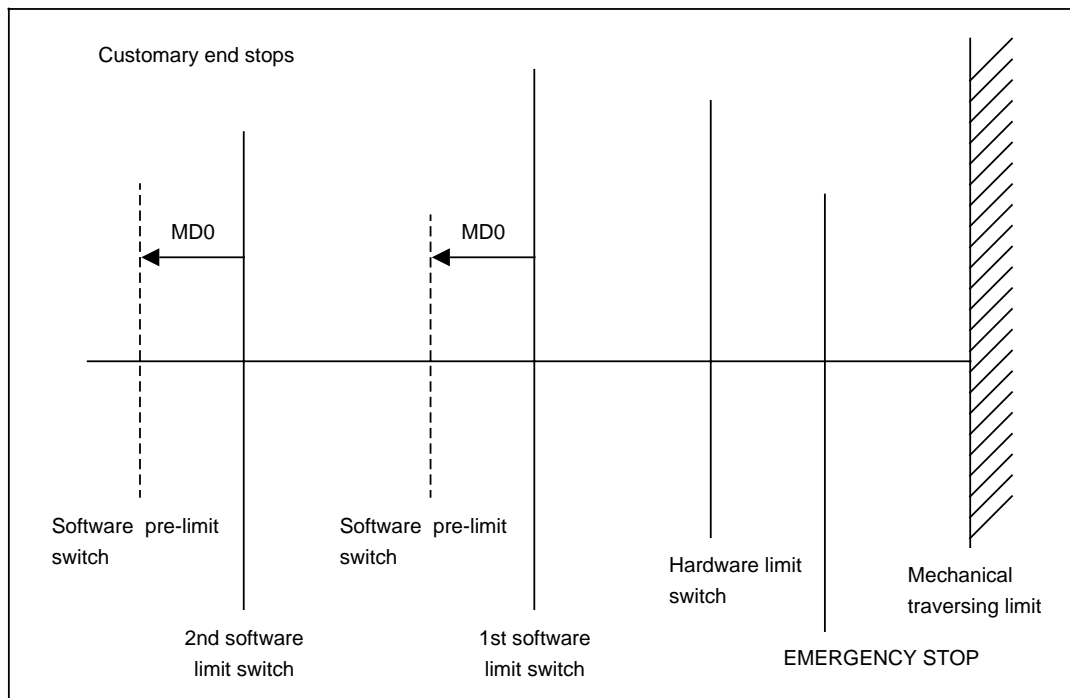 Customary end stops
MD0
MD0
Software pre-limit
switch
Software pre-limit
switch
Hardware limit
switch
Mechanical
traversing limit
2nd software
limit switch
1st software
limit switch
EMERGENCY STOP